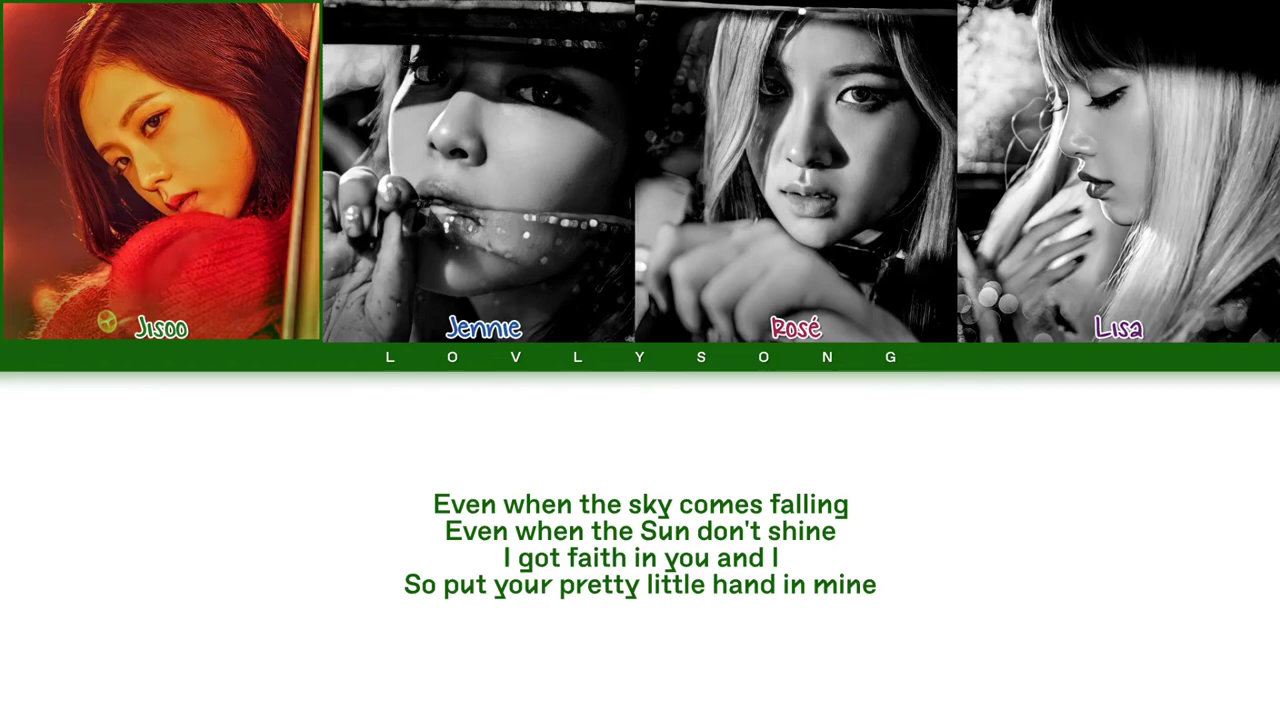 Jisoo
Jennie
Rosé
Lisa
L O V L Y S O N G
Even when the sky comes falling
Even when the Sun don't shine
I got faith in you and I
So put your pretty little hand in mine